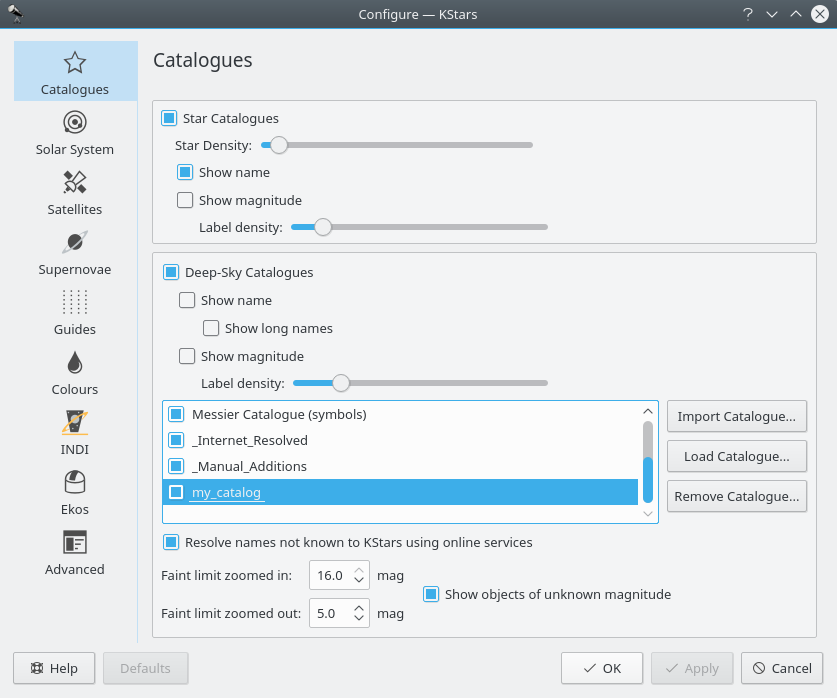 Configure — KStars
?
Catalogues
Solar System
Satellites
Supernovae
Guides
Colours
INDI
Ekos
Advanced
Catalogues
Star Catalogues
Star Density:
Show name
Show magnitude
Label density:
Deep-Sky Catalogues
Show name
Show long names
Show magnitude
Label density:
Messier Catalogue (symbols)
_Internet_Resolved
_Manual_Additions
my_catalog
Import Catalogue...
Load Catalogue...
Remove Catalogue...
Resolve names not known to KStars using online services
Faint limit zoomed in: 16.0 mag
Faint limit zoomed out: 5.0 mag
Show objects of unknown magnitude
Help Defaults OK Apply Cancel